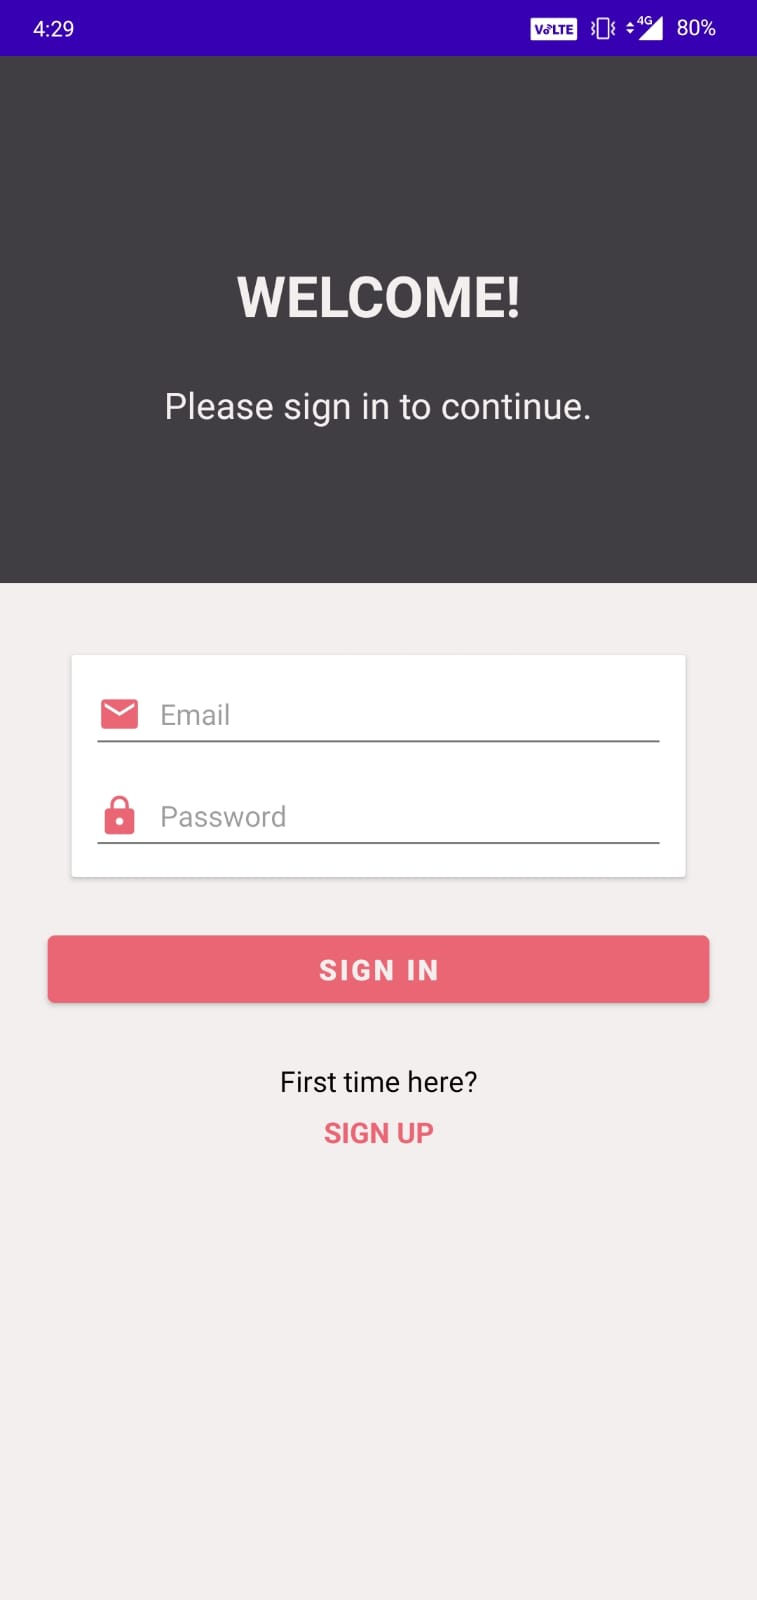 4:29 VoLTE 4G 80%
WELCOME!
Please sign in to continue.
Email
Password
SIGN IN
First time here?
SIGN UP